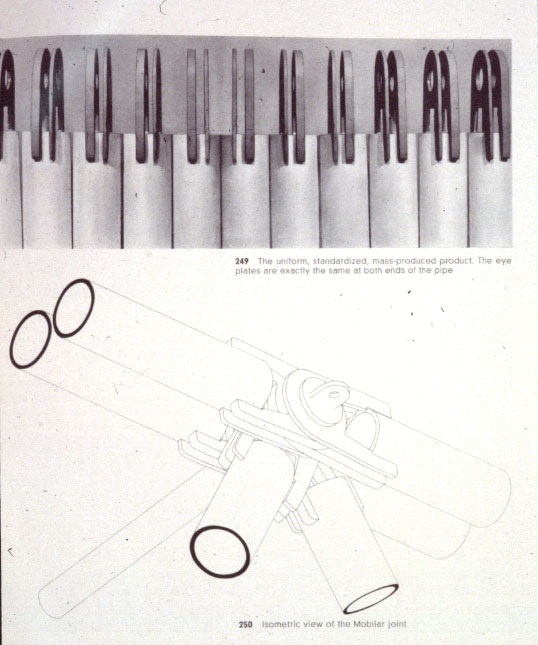 249 The uniform, standardized, mass-produced product. The eye
plates are exactly the same at both ends of the pipe
250 Isometric view of the Mobilar joint